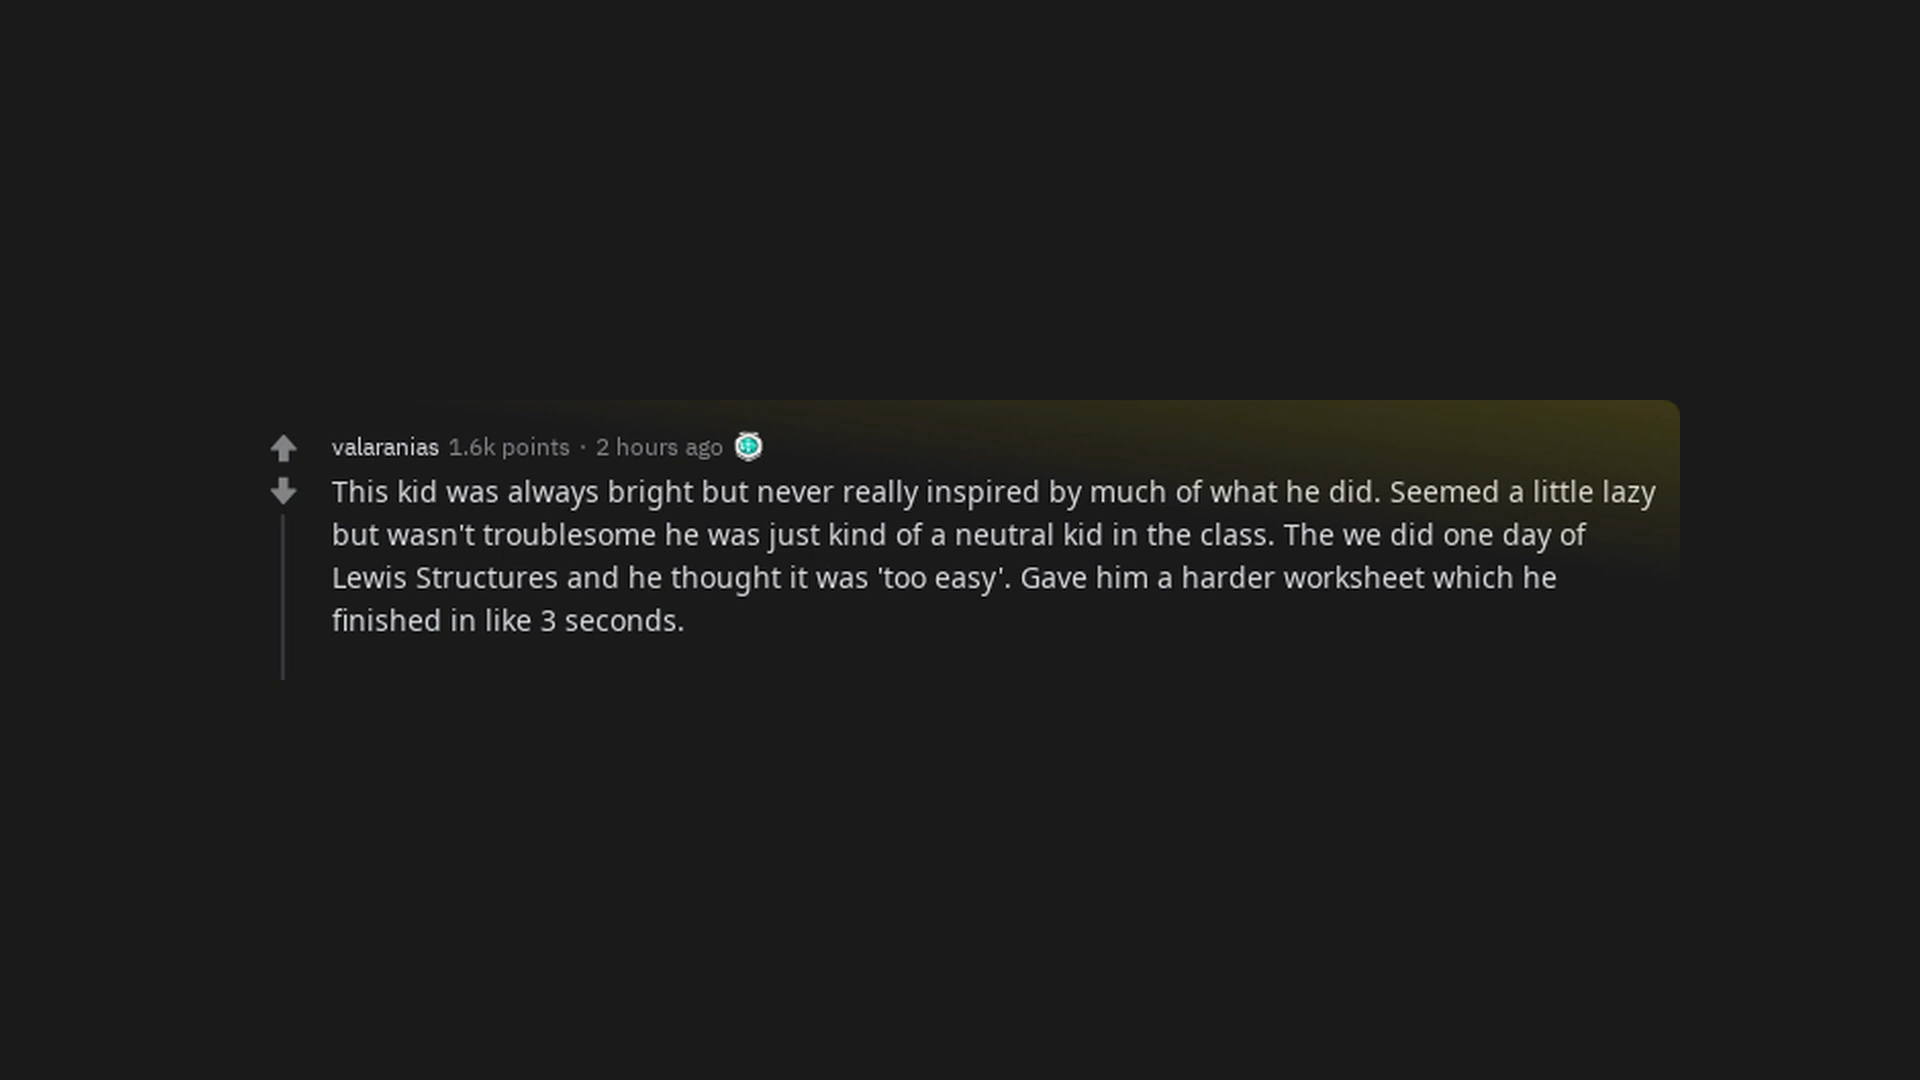 valaranias 1.6k points · 2 hours ago
This kid was always bright but never really inspired by much of what he did. Seemed a little lazy
but wasn't troublesome he was just kind of a neutral kid in the class. The we did one day of
Lewis Structures and he thought it was 'too easy'. Gave him a harder worksheet which he
finished in like 3 seconds.